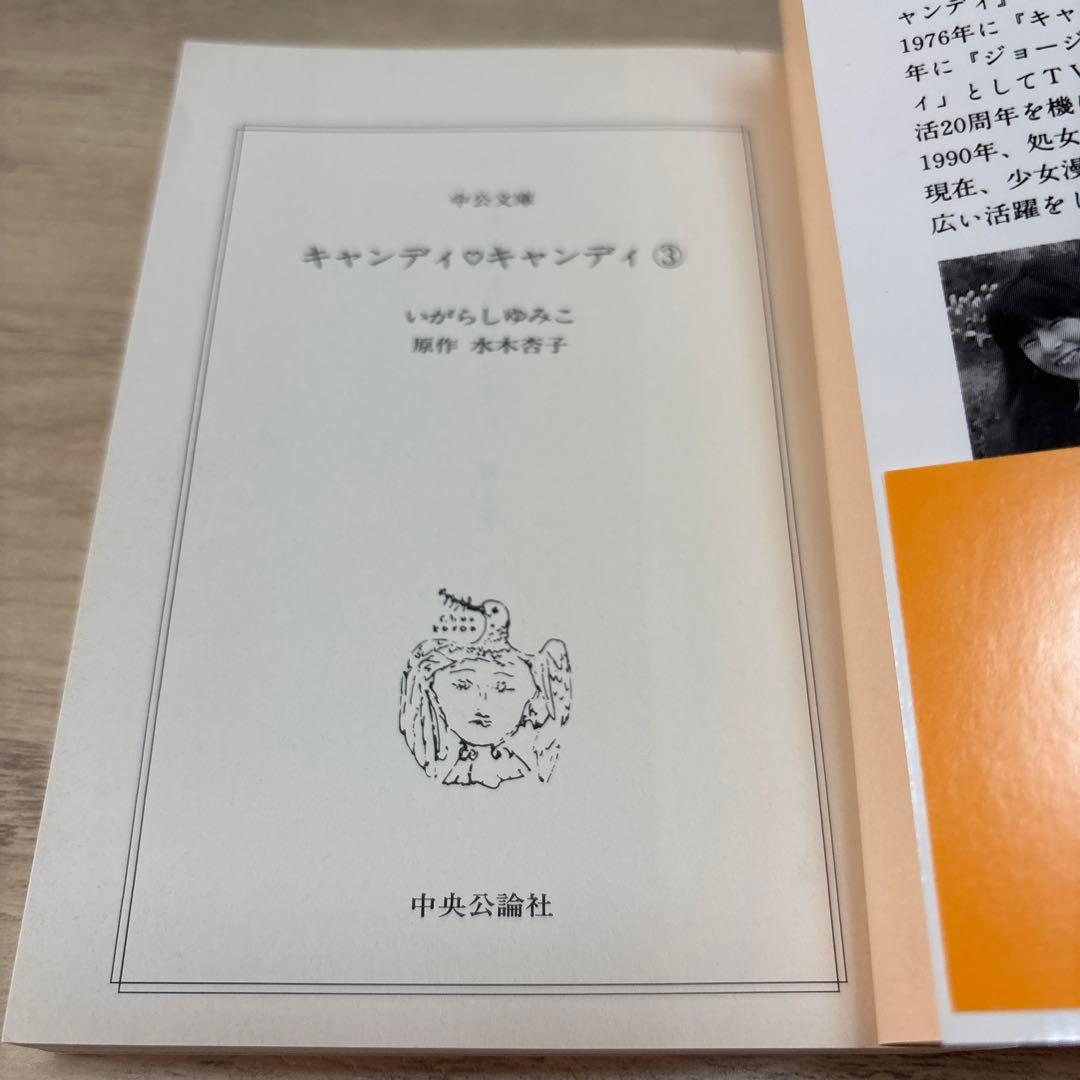 中公文庫
キャンディ♡キャンディ ③
いがらしゆみこ
原作 水木杏子
Chuo
koron
中央公論社
ャンディ』
1976年に『キャ
年に『ジョージ
ィ」としてTV
活20周年を機に
1990年、処女
現在、少女漫
広い活躍をし